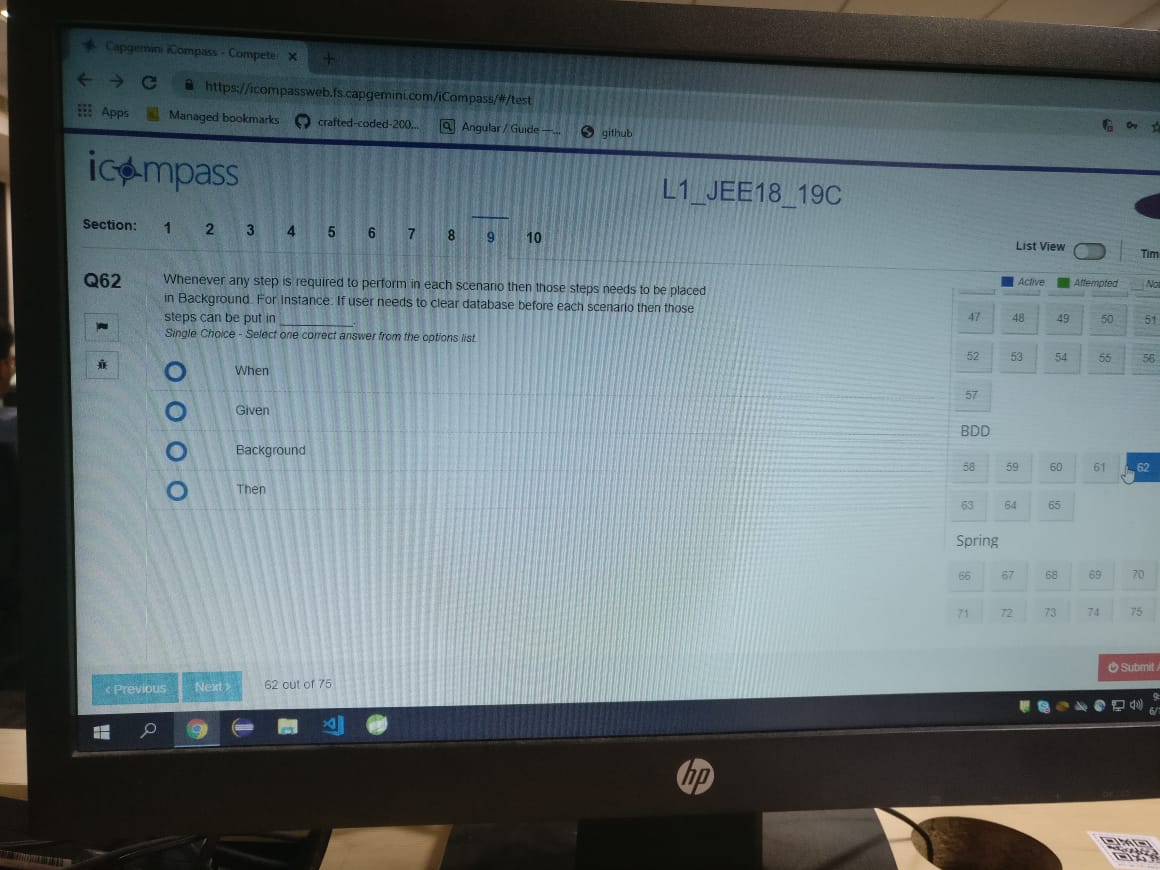 Capgemini iCompass - Compete
https://icompassweb.fs.capgemini.com/iCompass/#/test
Apps Managed bookmarks crafted-coded-200... Angular / Guide —... github
icompass
L1_JEE18_19C
Section: 1 2 3 4 5 6 7 8 9 10
List View
Tim
Active Attempted Not
Q62
Whenever any step is required to perform in each scenario then those steps needs to be placed
in Background. For Instance: If user needs to clear database before each scenario then those
steps can be put in __________.
Single Choice - Select one correct answer from the options list.
When
Given
Background
Then
47 48 49 50 51
52 53 54 55 56
57
BDD
58 59 60 61 62
63 64 65
Spring
66 67 68 69 70
71 72 73 74 75
‹ Previous Next › 62 out of 75
Submit
hp